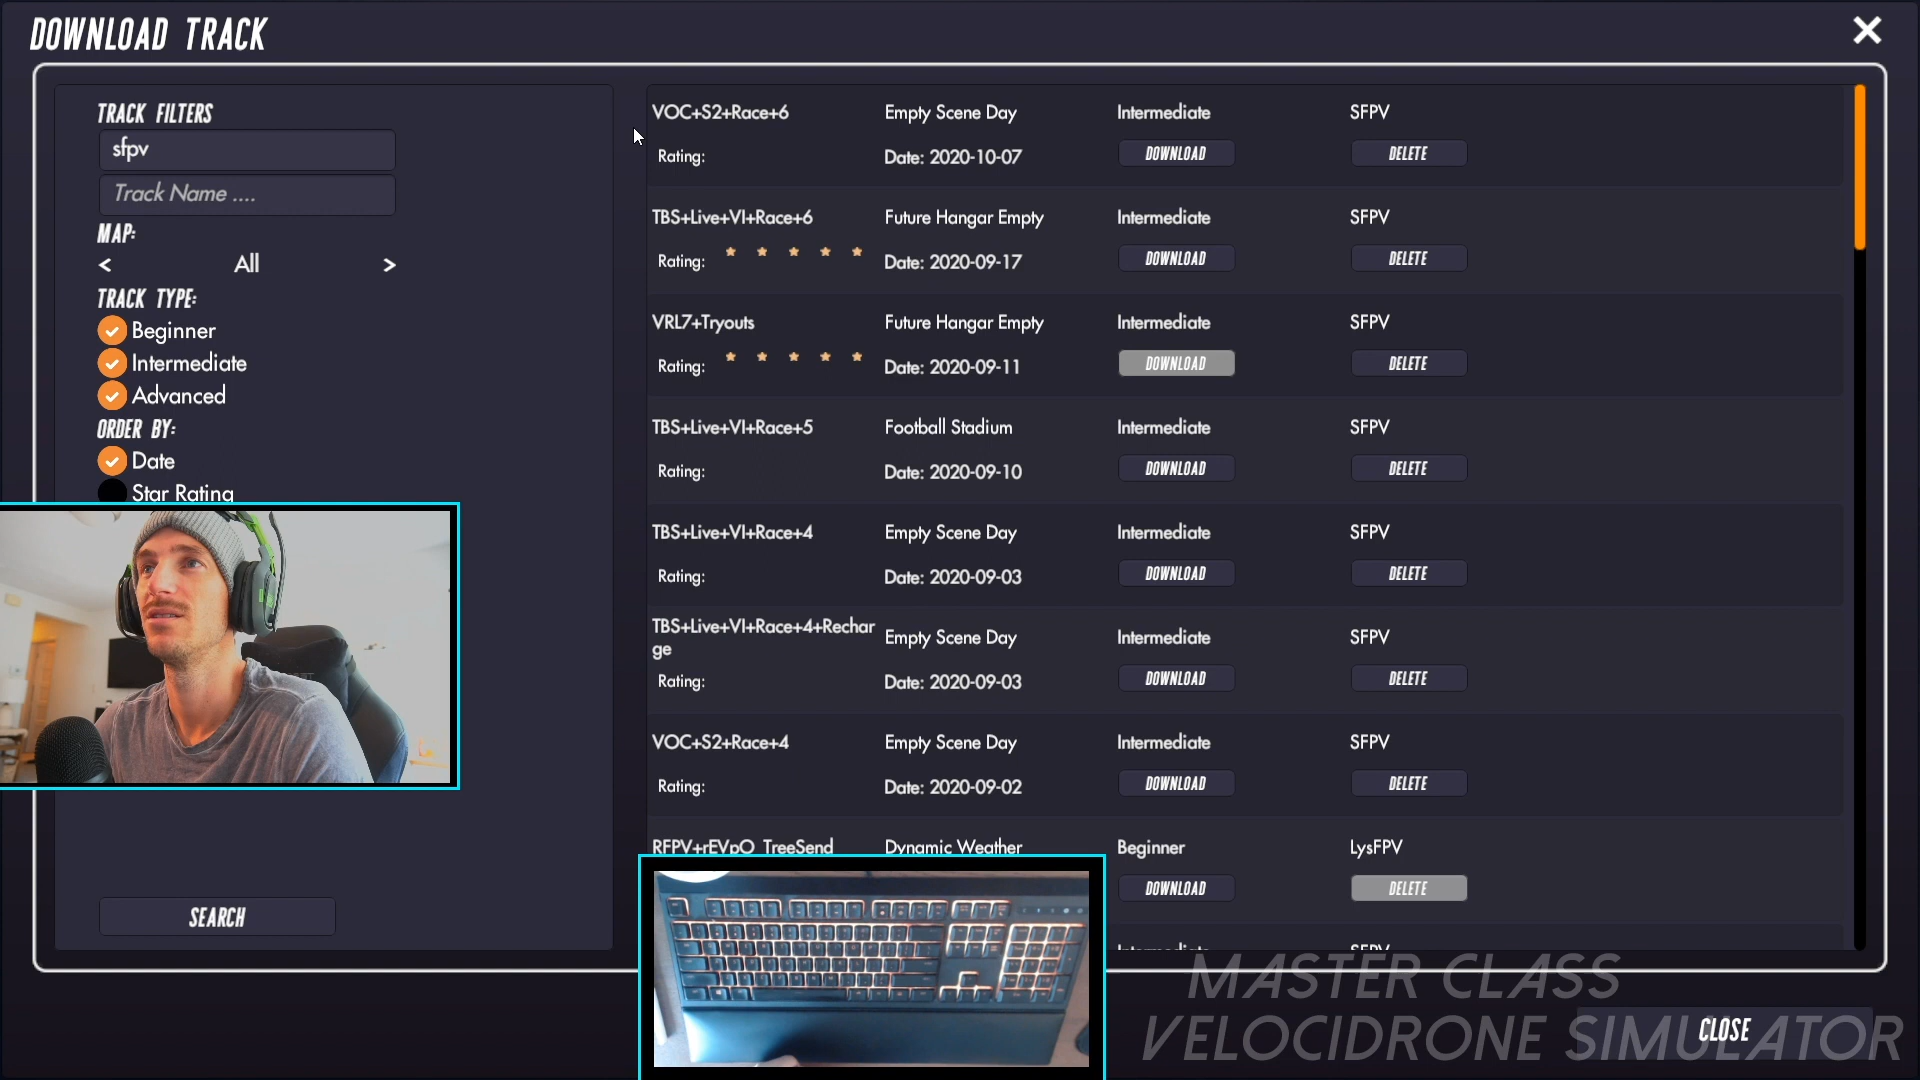 DOWNLOAD TRACK
TRACK FILTERS
sfpv
Track Name ....
MAP:
< All >
TRACK TYPE:
Beginner
Intermediate
Advanced
ORDER BY:
Date
Star Rating
SEARCH
VOC+S2+Race+6 Empty Scene Day Intermediate SFPV
Rating: Date: 2020-10-07 DOWNLOAD DELETE
TBS+Live+VI+Race+6 Future Hangar Empty Intermediate SFPV
Rating: Date: 2020-09-17 DOWNLOAD DELETE
VRL7+Tryouts Future Hangar Empty Intermediate SFPV
Rating: Date: 2020-09-11 DOWNLOAD DELETE
TBS+Live+VI+Race+5 Football Stadium Intermediate SFPV
Rating: Date: 2020-09-10 DOWNLOAD DELETE
TBS+Live+VI+Race+4 Empty Scene Day Intermediate SFPV
Rating: Date: 2020-09-03 DOWNLOAD DELETE
TBS+Live+VI+Race+4+Rechar
ge Empty Scene Day Intermediate SFPV
Rating: Date: 2020-09-03 DOWNLOAD DELETE
VOC+S2+Race+4 Empty Scene Day Intermediate SFPV
Rating: Date: 2020-09-02 DOWNLOAD DELETE
RFPV+rEVpO_TreeSend Dynamic Weather Beginner LysFPV
DOWNLOAD DELETE
Intermediate SFPV
MASTER CLASS
VELOCIDRONE SIMULATOR
CLOSE